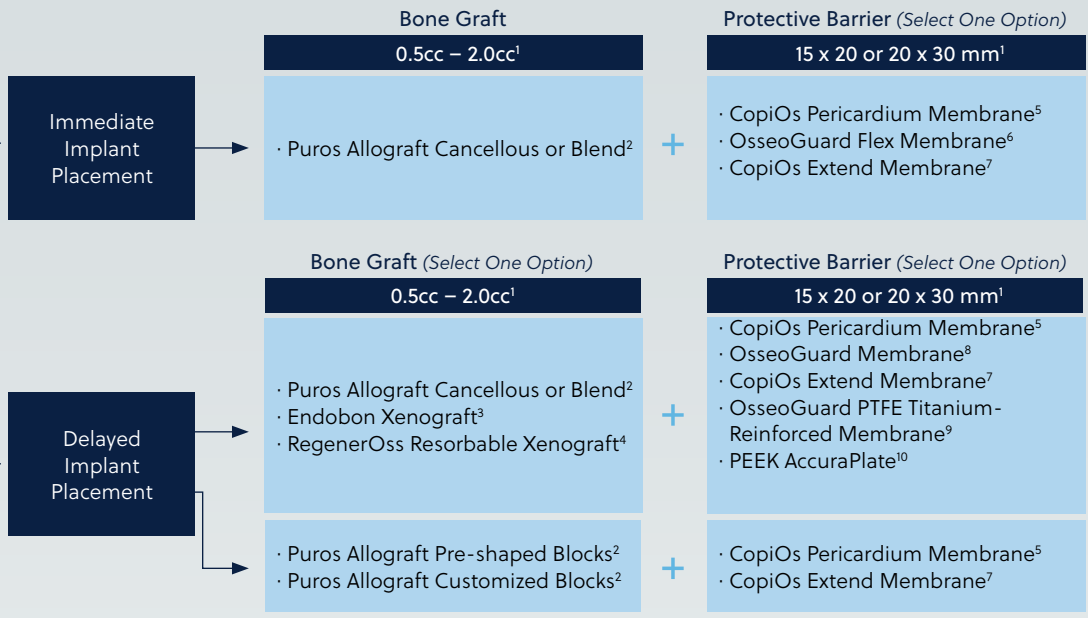 Bone Graft
Protective Barrier (Select One Option)
0.5cc – 2.0cc¹
15 x 20 or 20 x 30 mm¹
Immediate
Implant
Placement
· Puros Allograft Cancellous or Blend²
+
· CopiOs Pericardium Membrane⁵
· OsseoGuard Flex Membrane⁶
· CopiOs Extend Membrane⁷
Bone Graft (Select One Option)
Protective Barrier (Select One Option)
0.5cc – 2.0cc¹
15 x 20 or 20 x 30 mm¹
Delayed
Implant
Placement
· Puros Allograft Cancellous or Blend²
· Endobon Xenograft³
· RegenerOss Resorbable Xenograft⁴
+
· CopiOs Pericardium Membrane⁵
· OsseoGuard Membrane⁸
· CopiOs Extend Membrane⁷
· OsseoGuard PTFE Titanium-
Reinforced Membrane⁹
· PEEK AccuraPlate¹⁰
· Puros Allograft Pre-shaped Blocks²
· Puros Allograft Customized Blocks²
+
· CopiOs Pericardium Membrane⁵
· CopiOs Extend Membrane⁷